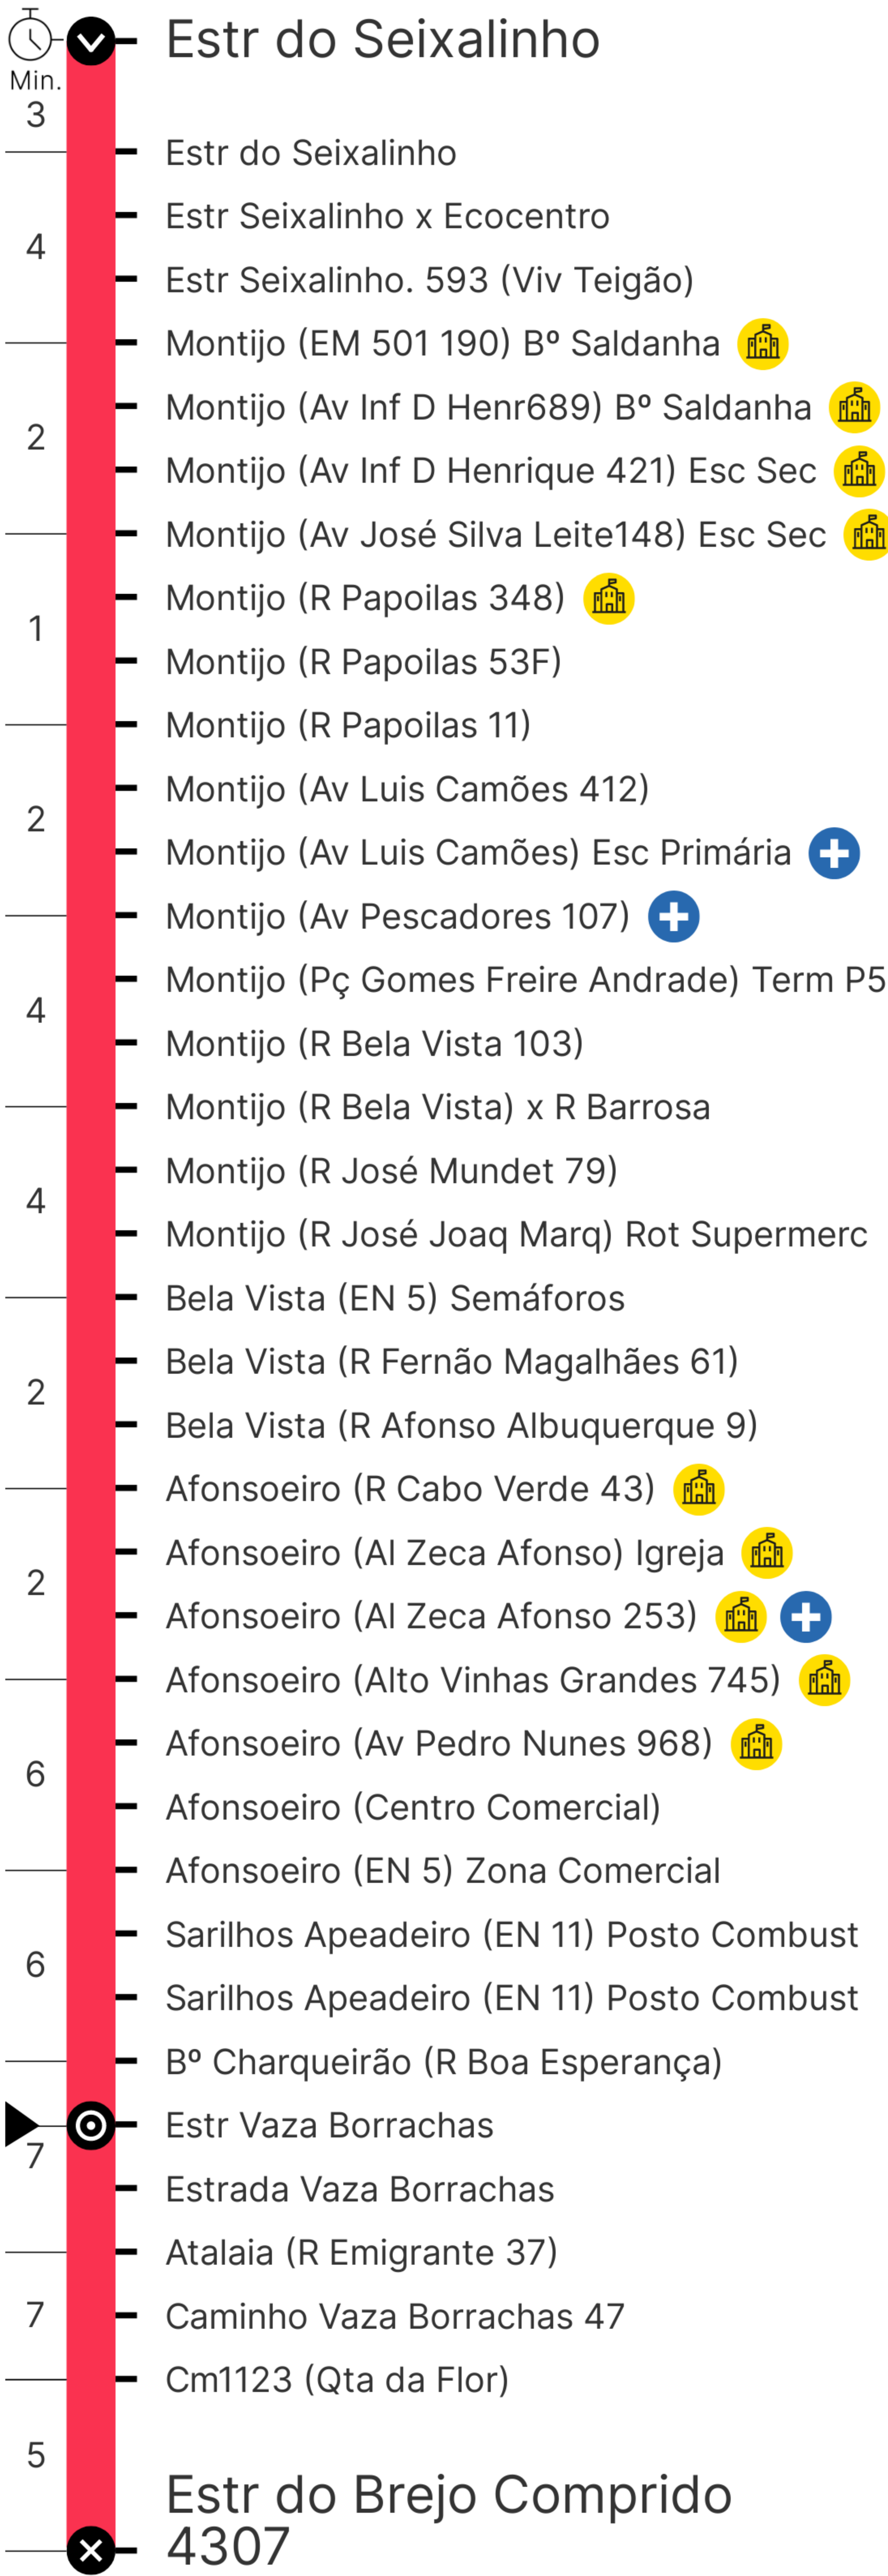 Estr do Seixalinho
Min.
3
Estr do Seixalinho
Estr Seixalinho x Ecocentro
4
Estr Seixalinho. 593 (Viv Teigão)
Montijo (EM 501 190) Bº Saldanha
Montijo (Av Inf D Henr689) Bº Saldanha
2
Montijo (Av Inf D Henrique 421) Esc Sec
Montijo (Av José Silva Leite148) Esc Sec
Montijo (R Papoilas 348)
1
Montijo (R Papoilas 53F)
Montijo (R Papoilas 11)
Montijo (Av Luis Camões 412)
2
Montijo (Av Luis Camões) Esc Primária
Montijo (Av Pescadores 107)
Montijo (Pç Gomes Freire Andrade) Term P5
4
Montijo (R Bela Vista 103)
Montijo (R Bela Vista) x R Barrosa
Montijo (R José Mundet 79)
4
Montijo (R José Joaq Marq) Rot Supermerc
Bela Vista (EN 5) Semáforos
Bela Vista (R Fernão Magalhães 61)
2
Bela Vista (R Afonso Albuquerque 9)
Afonsoeiro (R Cabo Verde 43)
Afonsoeiro (Al Zeca Afonso) Igreja
2
Afonsoeiro (Al Zeca Afonso 253)
Afonsoeiro (Alto Vinhas Grandes 745)
Afonsoeiro (Av Pedro Nunes 968)
6
Afonsoeiro (Centro Comercial)
Afonsoeiro (EN 5) Zona Comercial
Sarilhos Apeadeiro (EN 11) Posto Combust
6
Sarilhos Apeadeiro (EN 11) Posto Combust
Bº Charqueirão (R Boa Esperança)
Estr Vaza Borrachas
7
Estrada Vaza Borrachas
Atalaia (R Emigrante 37)
7
Caminho Vaza Borrachas 47
Cm1123 (Qta da Flor)
5
Estr do Brejo Comprido
4307